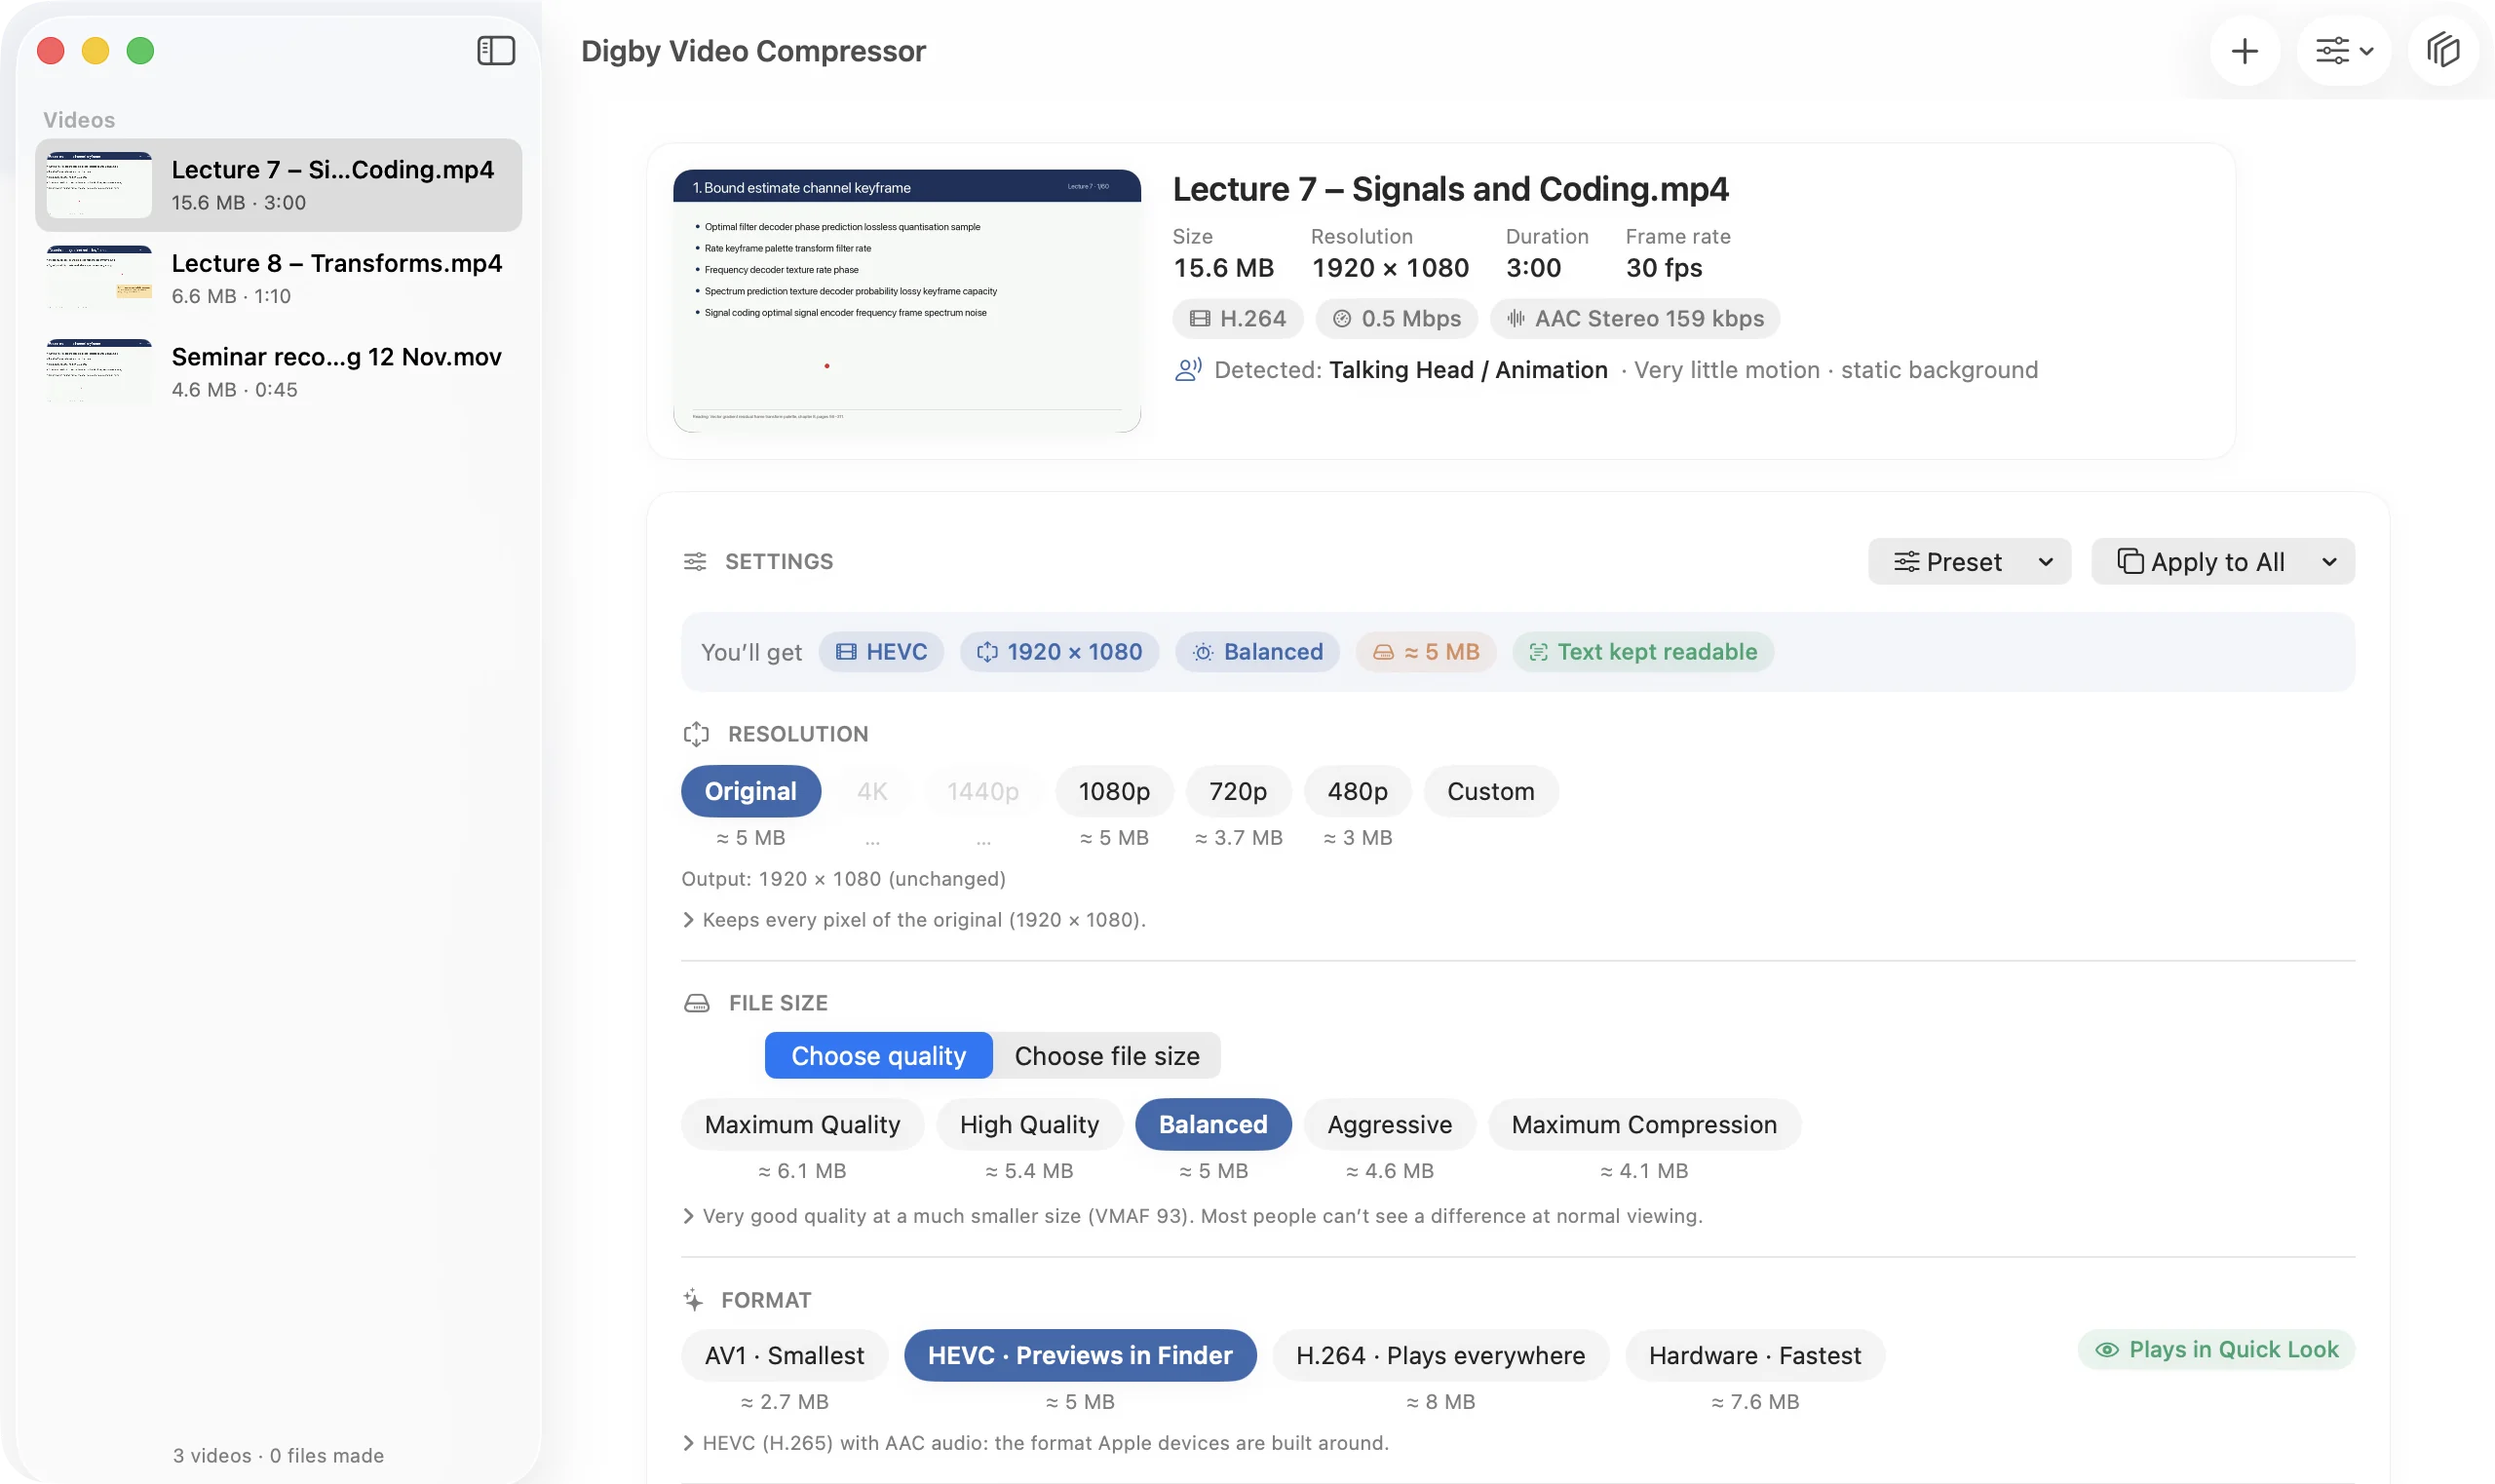 Digby Video Compressor
Videos
Lecture 7 – Si...Coding.mp4
15.6 MB · 3:00
Lecture 8 – Transforms.mp4
6.6 MB · 1:10
Seminar reco...g 12 Nov.mov
4.6 MB · 0:45
3 videos · 0 files made
1. Bound estimate channel keyframe
Lecture 7 · 1/60
• Optimal filter decoder phase prediction lossless quantisation sample
• Rate keyframe palette transform filter rate
• Frequency decoder texture rate phase
• Spectrum prediction texture decoder probability lossy keyframe capacity
• Signal coding optimal signal encoder frequency frame spectrum noise
Lecture 7 – Signals and Coding.mp4
Size Resolution Duration Frame rate
15.6 MB 1920 × 1080 3:00 30 fps
H.264 0.5 Mbps AAC Stereo 159 kbps
Detected: Talking Head / Animation · Very little motion · static background
SETTINGS
Preset Apply to All
You’ll get HEVC 1920 × 1080 Balanced ≈ 5 MB Text kept readable
RESOLUTION
Original 4K 1440p 1080p 720p 480p Custom
≈ 5 MB ... ... ≈ 5 MB ≈ 3.7 MB ≈ 3 MB
Output: 1920 × 1080 (unchanged)
Keeps every pixel of the original (1920 × 1080).
FILE SIZE
Choose quality Choose file size
Maximum Quality High Quality Balanced Aggressive Maximum Compression
≈ 6.1 MB ≈ 5.4 MB ≈ 5 MB ≈ 4.6 MB ≈ 4.1 MB
Very good quality at a much smaller size (VMAF 93). Most people can’t see a difference at normal viewing.
FORMAT
AV1 · Smallest HEVC · Previews in Finder H.264 · Plays everywhere Hardware · Fastest Plays in Quick Look
≈ 2.7 MB ≈ 5 MB ≈ 8 MB ≈ 7.6 MB
HEVC (H.265) with AAC audio: the format Apple devices are built around.